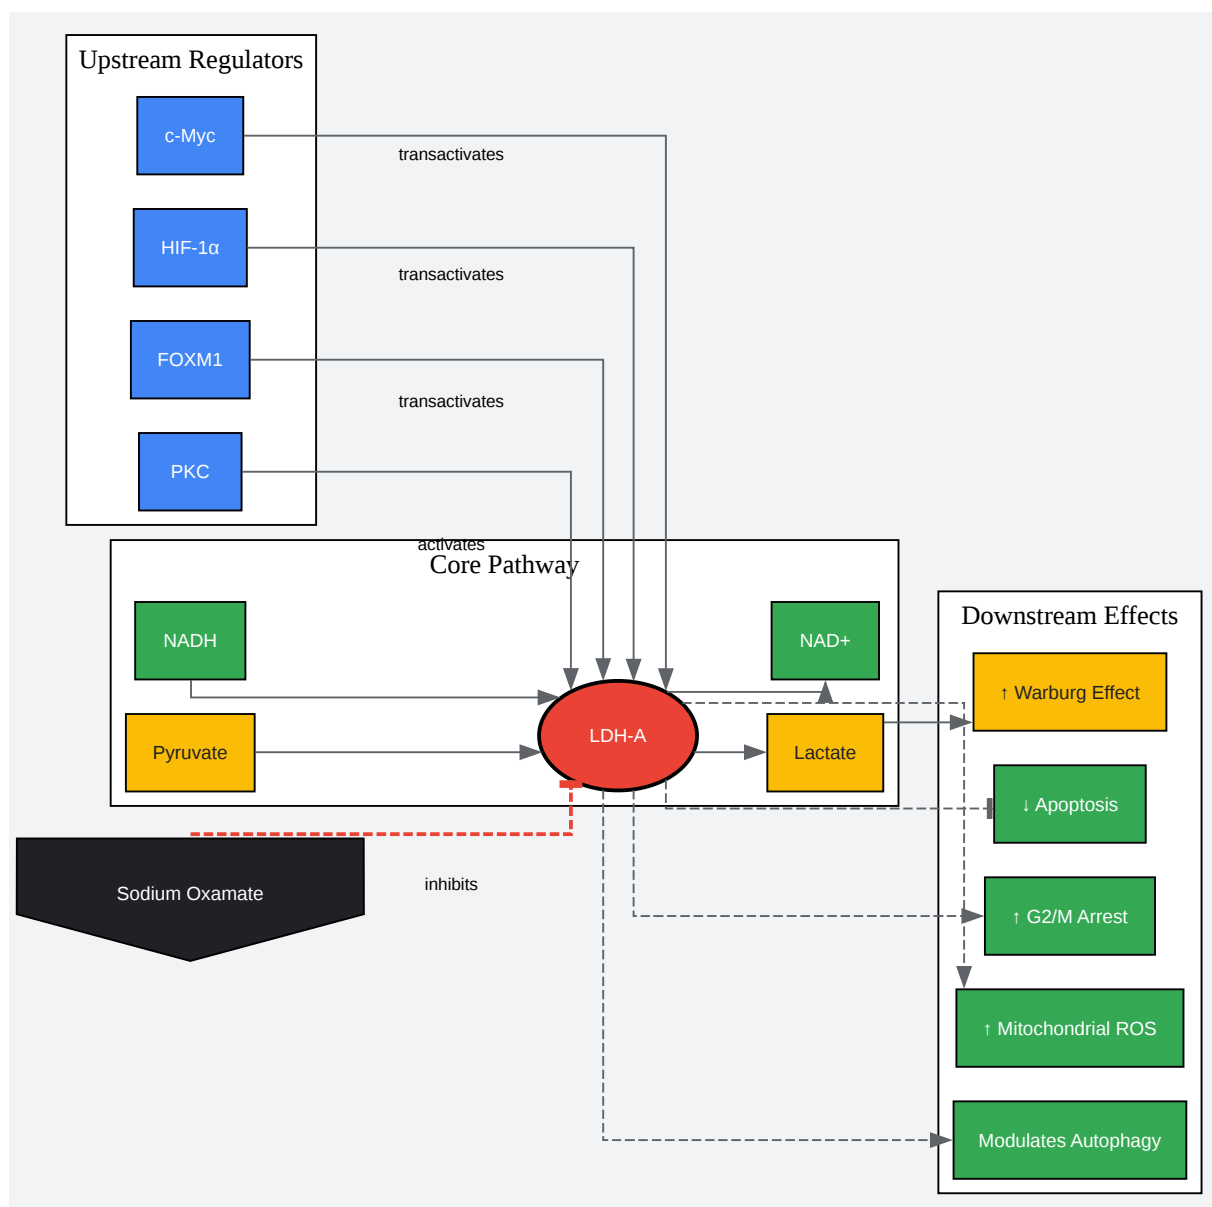 Upstream Regulators
c-Myc
transactivates
HIF-1α
transactivates
FOXM1
transactivates
PKC
activates
Core Pathway
NADH
NAD+
Pyruvate
LDH-A
Lactate
Sodium Oxamate
inhibits
Downstream Effects
↑ Warburg Effect
↓ Apoptosis
↑ G2/M Arrest
↑ Mitochondrial ROS
Modulates Autophagy